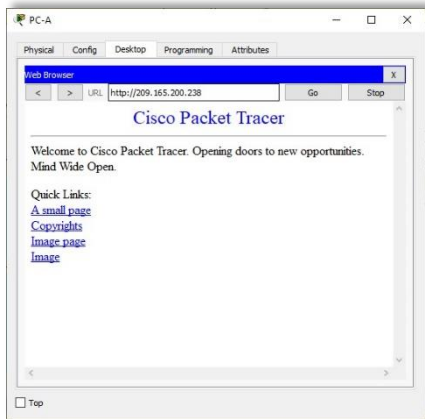 PC-A
Physical Config Desktop Programming Attributes
Web Browser X
< > URL http://209.165.200.238 Go Stop
Cisco Packet Tracer
Welcome to Cisco Packet Tracer. Opening doors to new opportunities.
Mind Wide Open.
Quick Links:
A small page
Copyrights
Image page
Image
Top